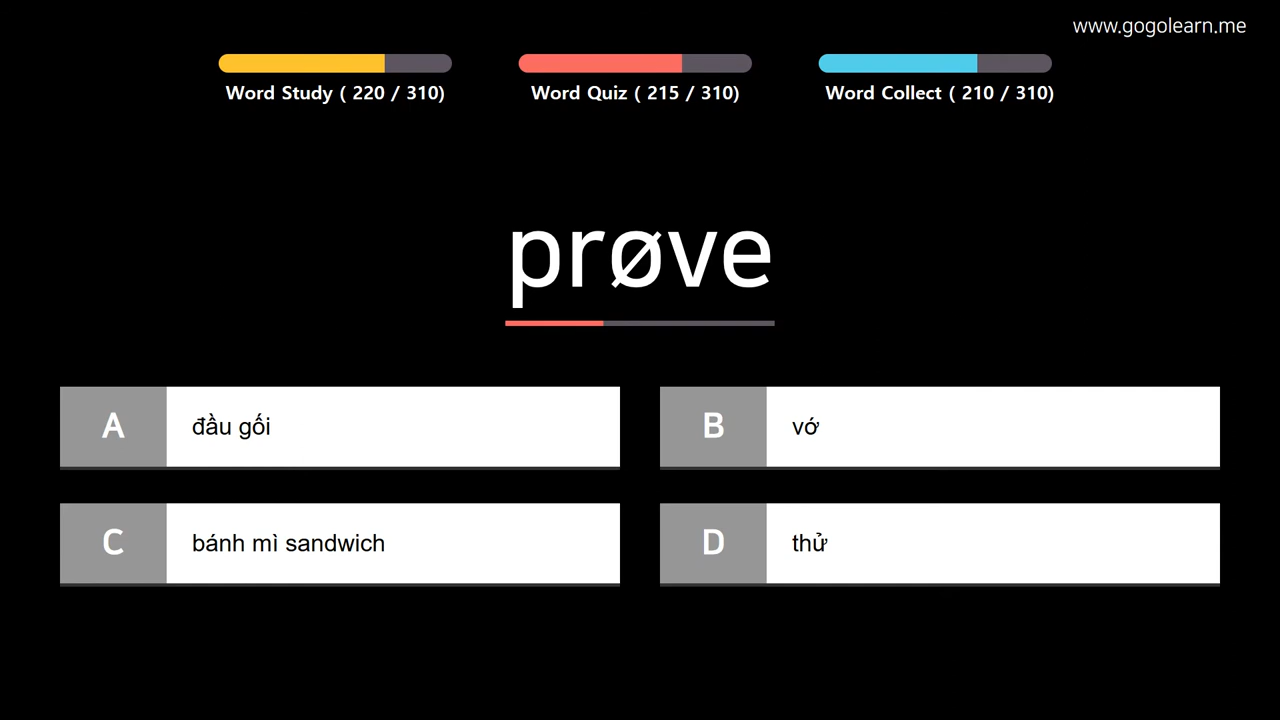 www.gogolearn.me
Word Study ( 220 / 310)
Word Quiz ( 215 / 310)
Word Collect ( 210 / 310)
prøve
A đầu gối
B vớ
C bánh mì sandwich
D thử